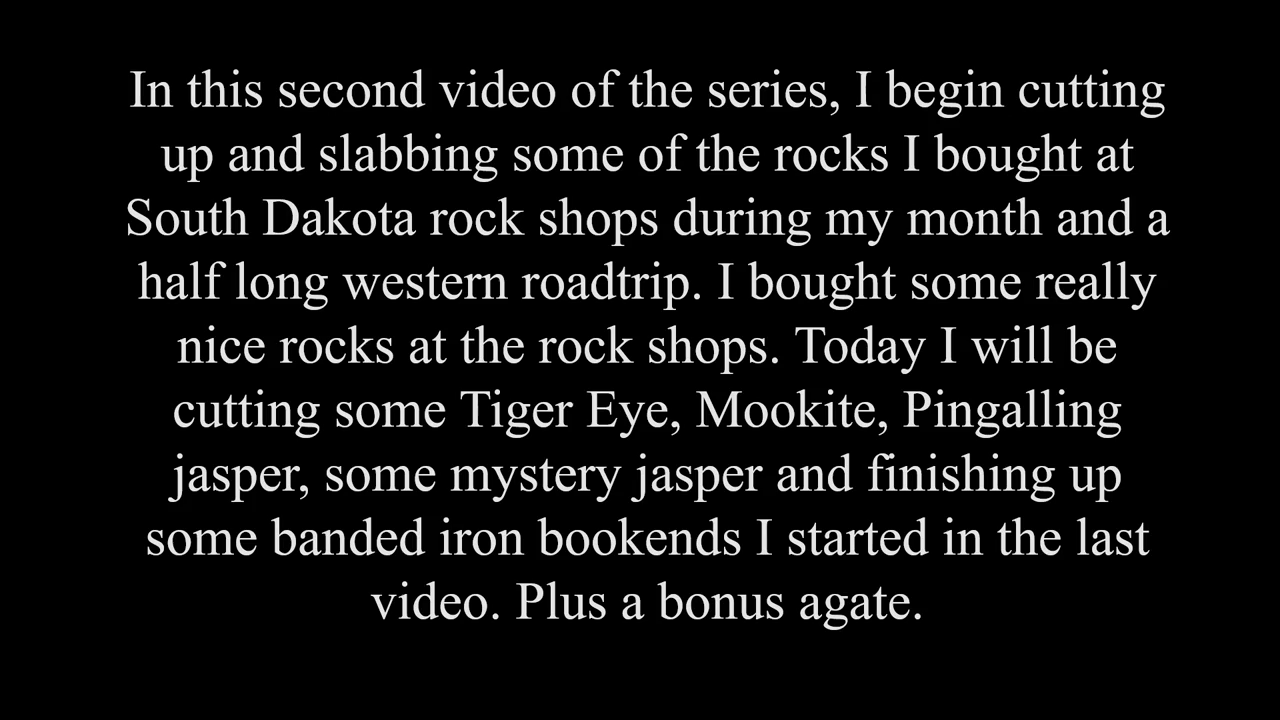 In this second video of the series, I begin cutting
up and slabbing some of the rocks I bought at
South Dakota rock shops during my month and a
half long western roadtrip. I bought some really
nice rocks at the rock shops. Today I will be
cutting some Tiger Eye, Mookite, Pingalling
jasper, some mystery jasper and finishing up
some banded iron bookends I started in the last
video. Plus a bonus agate.